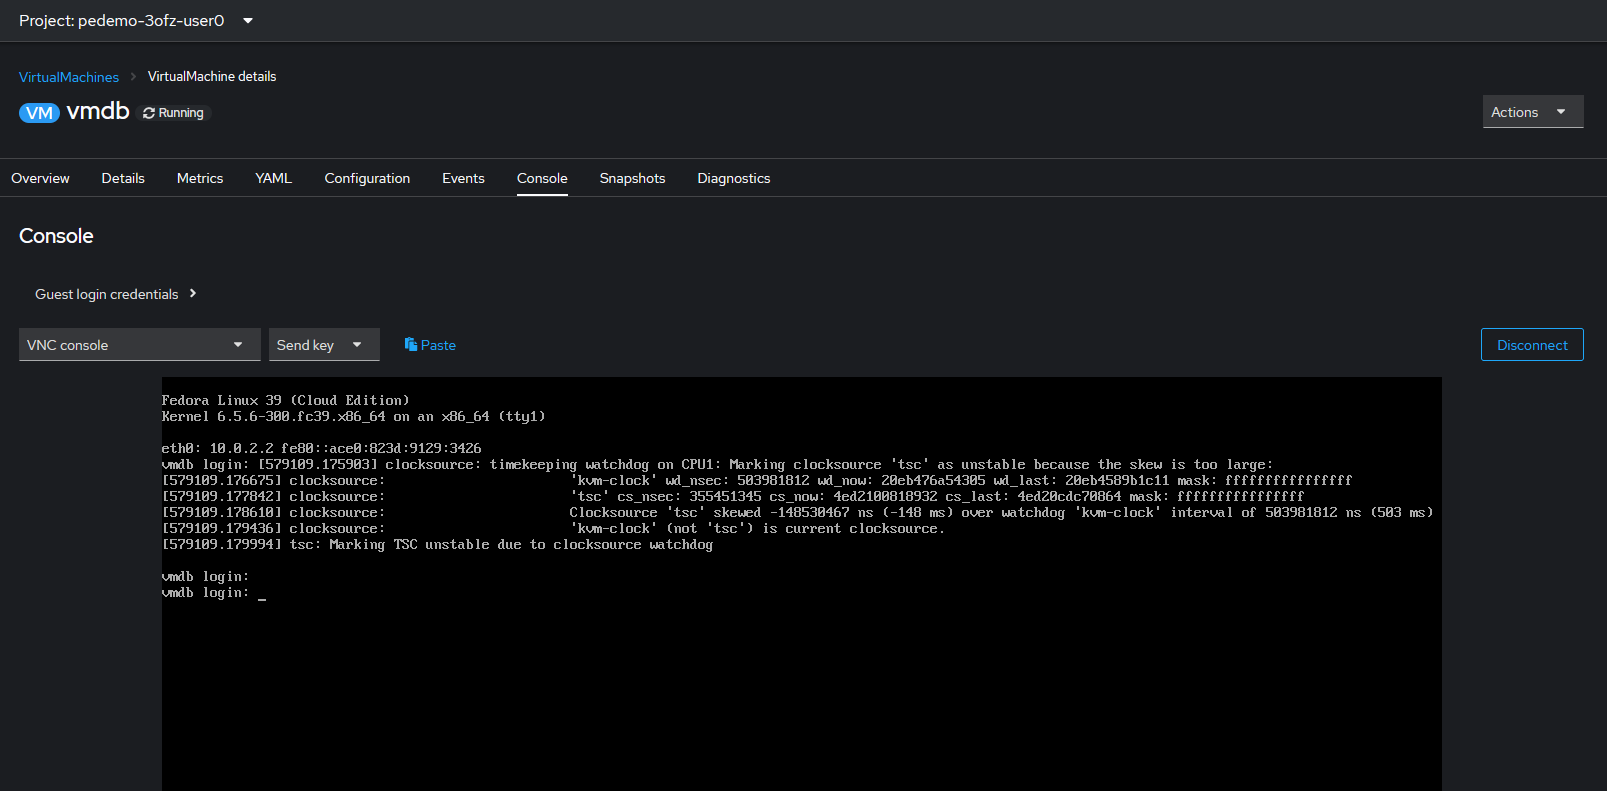 Project: pedemo-3ofz-user0
VirtualMachines > VirtualMachine details
VM vmdb Running
Actions
Overview Details Metrics YAML Configuration Events Console Snapshots Diagnostics
Console
Guest login credentials
VNC console Send key Paste Disconnect
Fedora Linux 39 (Cloud Edition)
Kernel 6.5.6-300.fc39.x86_64 on an x86_64 (tty1)
eth0: 10.0.2.2 fe80::ace0:823d:9129:3426
vmdb login: [579109.175903] clocksource: timekeeping watchdog on CPU1: Marking clocksource 'tsc' as unstable because the skew is too large:
[579109.176675] clocksource:                       'kvm-clock' wd_nsec: 503981812 wd_now: 20eb476a54305 wd_last: 20eb4589b1c11 mask: ffffffffffffffff
[579109.177842] clocksource:                       'tsc' cs_nsec: 355451345 cs_now: 4ed2100818932 cs_last: 4ed20cdc70864 mask: ffffffffffffffff
[579109.178610] clocksource:                       Clocksource 'tsc' skewed -148530467 ns (-148 ms) over watchdog 'kvm-clock' interval of 503981812 ns (503 ms)
[579109.179436] clocksource:                       'kvm-clock' (not 'tsc') is current clocksource.
[579109.179994] tsc: Marking TSC unstable due to clocksource watchdog
vmdb login:
vmdb login: _